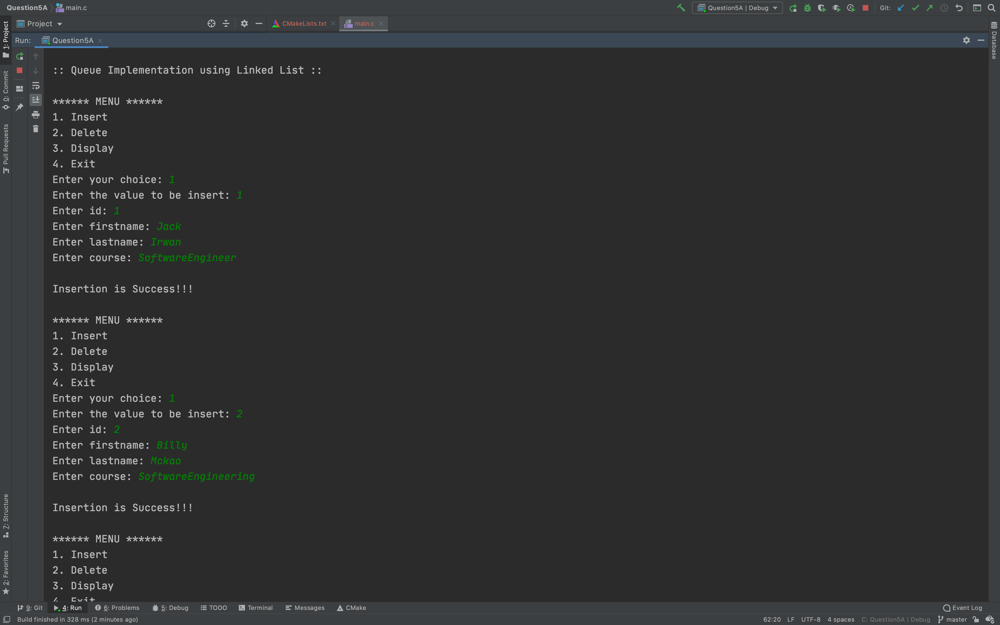 Question5A main.c
Question5A | Debug
Git:
Project
CMakeLists.txt
main.c
Run: Question5A
1: Project
0: Commit
Pull Requests
7: Structure
2: Favorites
Database
:: Queue Implementation using Linked List ::
****** MENU ******
1. Insert
2. Delete
3. Display
4. Exit
Enter your choice: 1
Enter the value to be insert: 1
Enter id: 1
Enter firstname: Jack
Enter lastname: Irwan
Enter course: SoftwareEngineer
Insertion is Success!!!
****** MENU ******
1. Insert
2. Delete
3. Display
4. Exit
Enter your choice: 1
Enter the value to be insert: 2
Enter id: 2
Enter firstname: Billy
Enter lastname: Mckao
Enter course: SoftwareEngineering
Insertion is Success!!!
****** MENU ******
1. Insert
2. Delete
3. Display
4. Exit
9: Git 4: Run 6: Problems 5: Debug TODO Terminal Messages CMake Event Log
Build finished in 328 ms (2 minutes ago) 62:20 LF UTF-8 4 spaces C: Question5A | Debug master